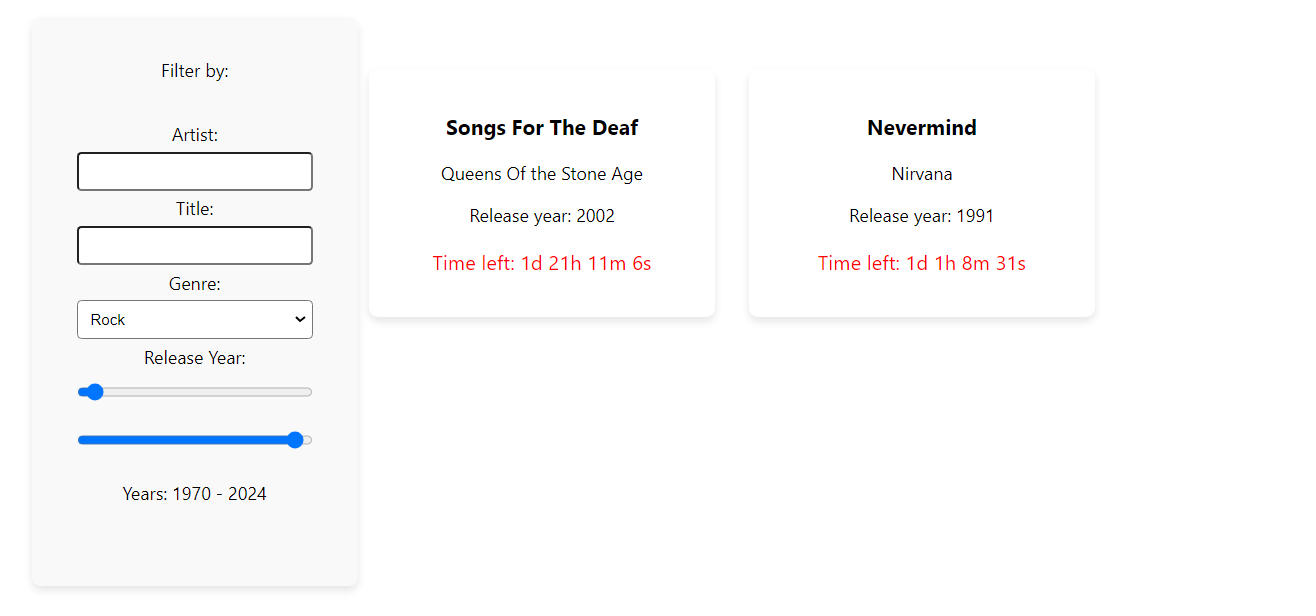 Filter by:
Artist:
Title:
Genre:
Rock
Release Year:
Years: 1970 - 2024
Songs For The Deaf
Queens Of the Stone Age
Release year: 2002
Time left: 1d 21h 11m 6s
Nevermind
Nirvana
Release year: 1991
Time left: 1d 1h 8m 31s